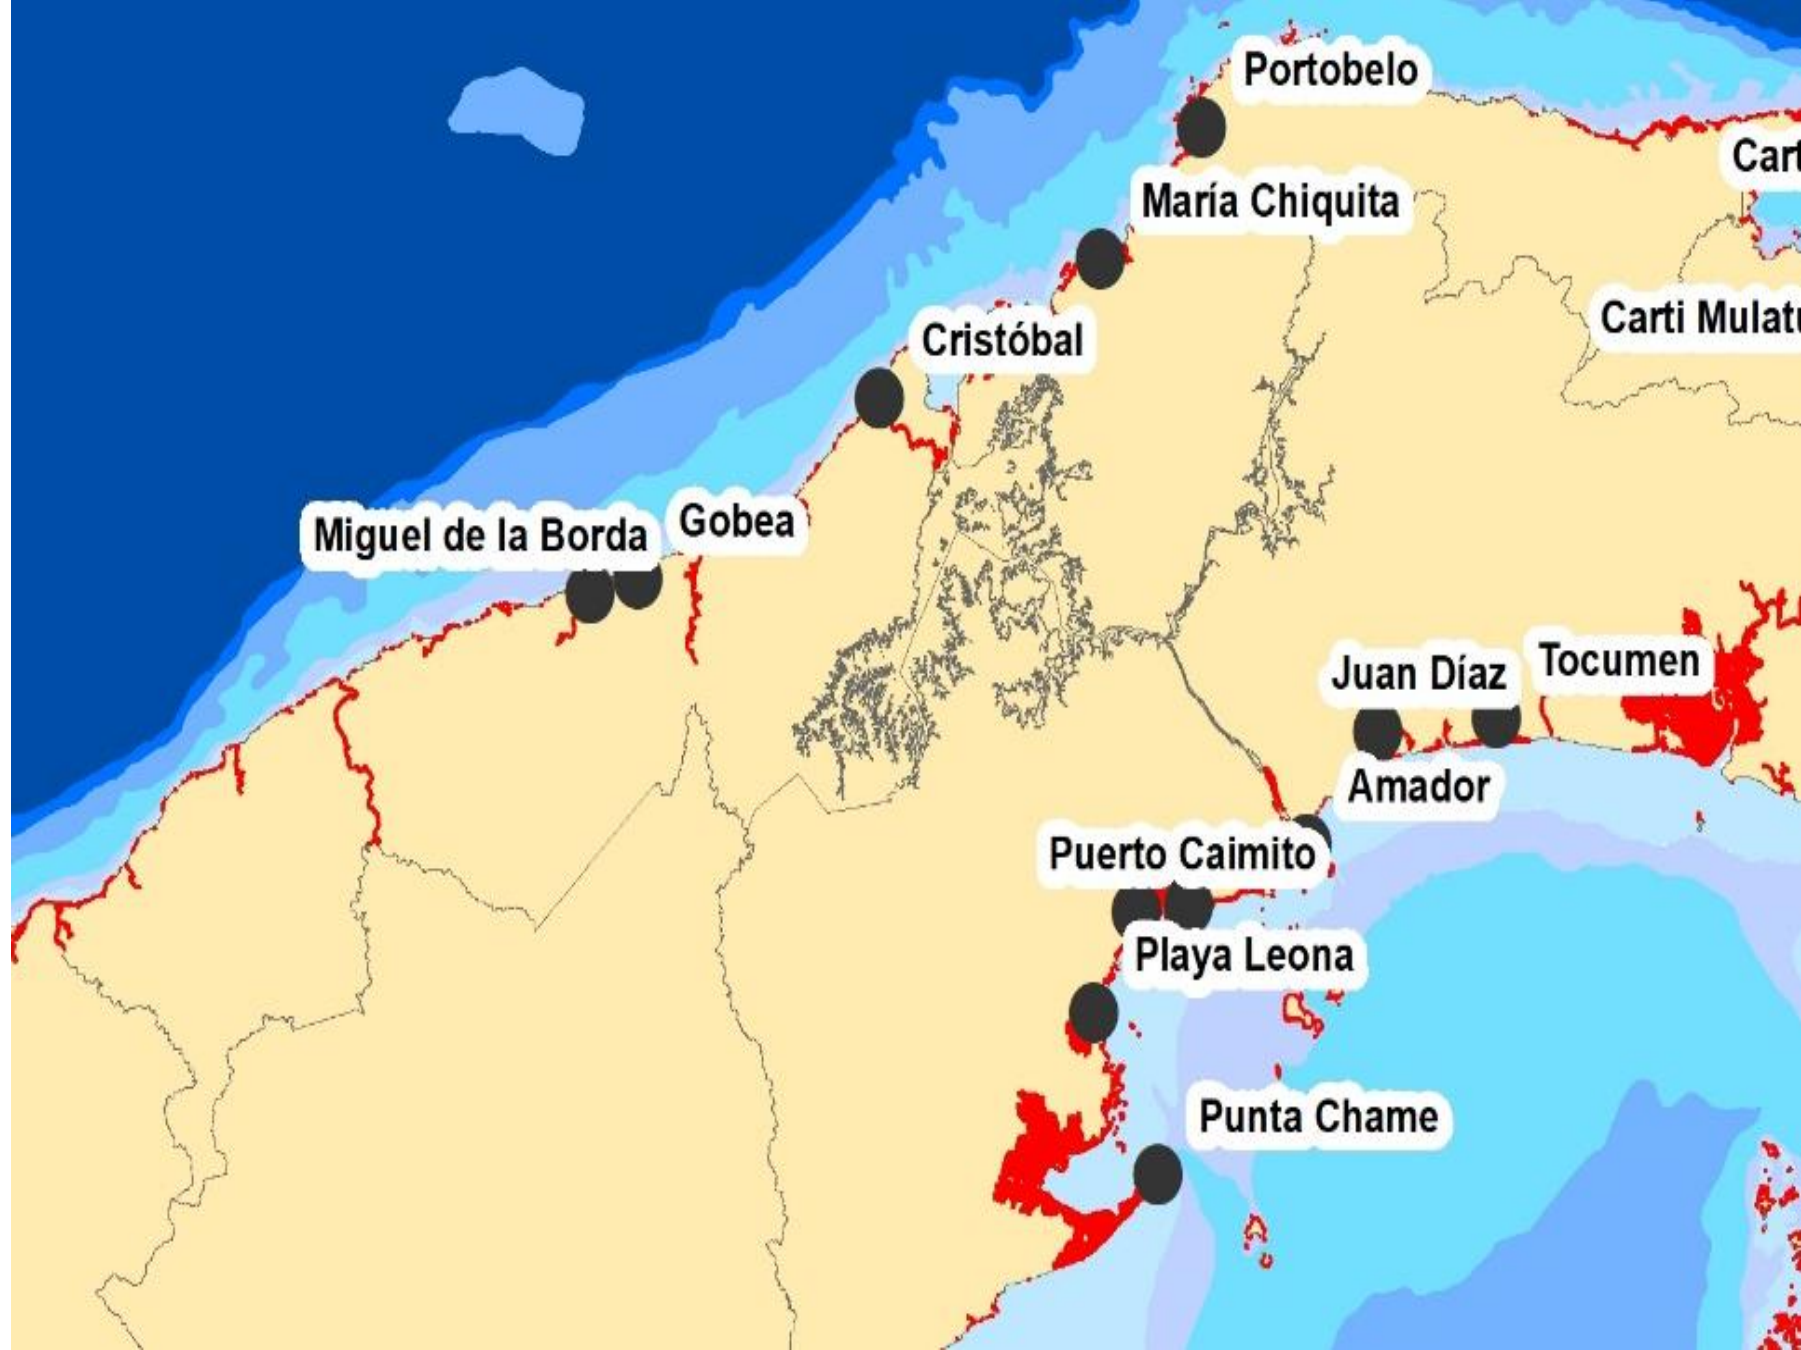 Portobelo
Cart
María Chiquita
Carti Mulatu
Cristóbal
Miguel de la Borda
Gobea
Juan Díaz
Tocumen
Amador
Puerto Caimito
Playa Leona
Punta Chame